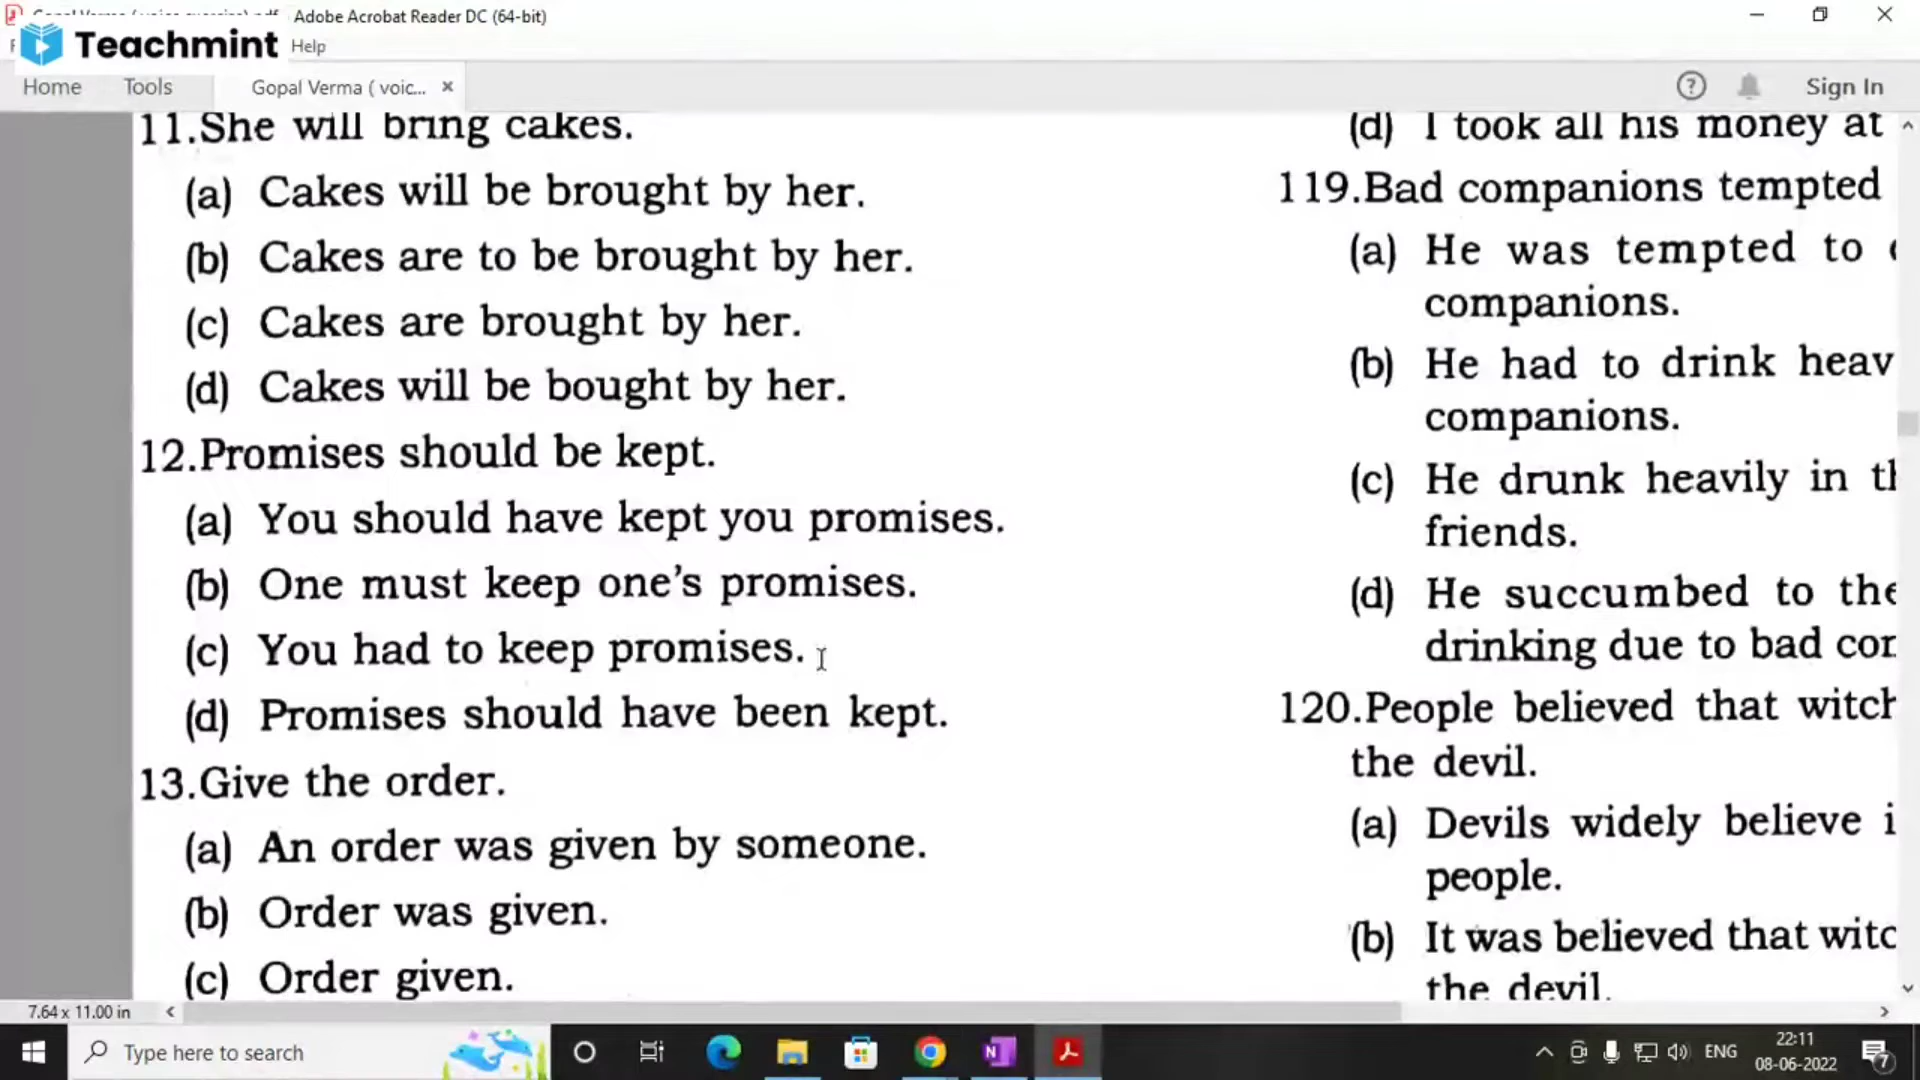 Adobe Acrobat Reader DC (64-bit)
Teachmint
Help
Home
Tools
Gopal Verma ( voic...
Sign In
11.She will bring cakes.
(a) Cakes will be brought by her.
(b) Cakes are to be brought by her.
(c) Cakes are brought by her.
(d) Cakes will be bought by her.
12.Promises should be kept.
(a) You should have kept you promises.
(b) One must keep one's promises.
(c) You had to keep promises.
(d) Promises should have been kept.
13.Give the order.
(a) An order was given by someone.
(b) Order was given.
(c) Order given.
(d) I took all his money at
119.Bad companions tempted
(a) He was tempted to
companions.
(b) He had to drink heav
companions.
(c) He drunk heavily in
friends.
(d) He succumbed to the
drinking due to bad
120.People believed that
the devil.
(a) Devils widely believe
people.
(b) It was believed that
the devil.
7.64 x 11.00 in
Type here to search
ENG
22:11
08-06-2022
7